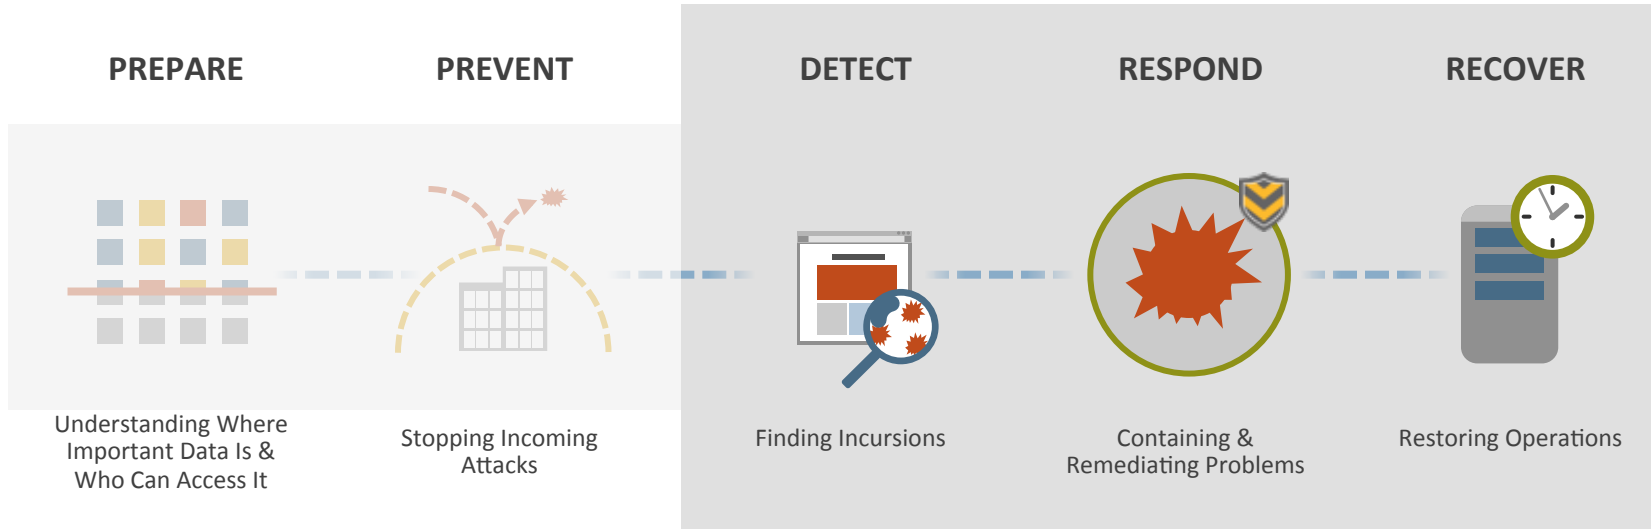 PREPARE
PREVENT
DETECT
RESPOND
RECOVER
Understanding Where
Important Data Is &
Who Can Access It
Stopping Incoming
Attacks
Finding Incursions
Containing &
Remediating Problems
Restoring Operations